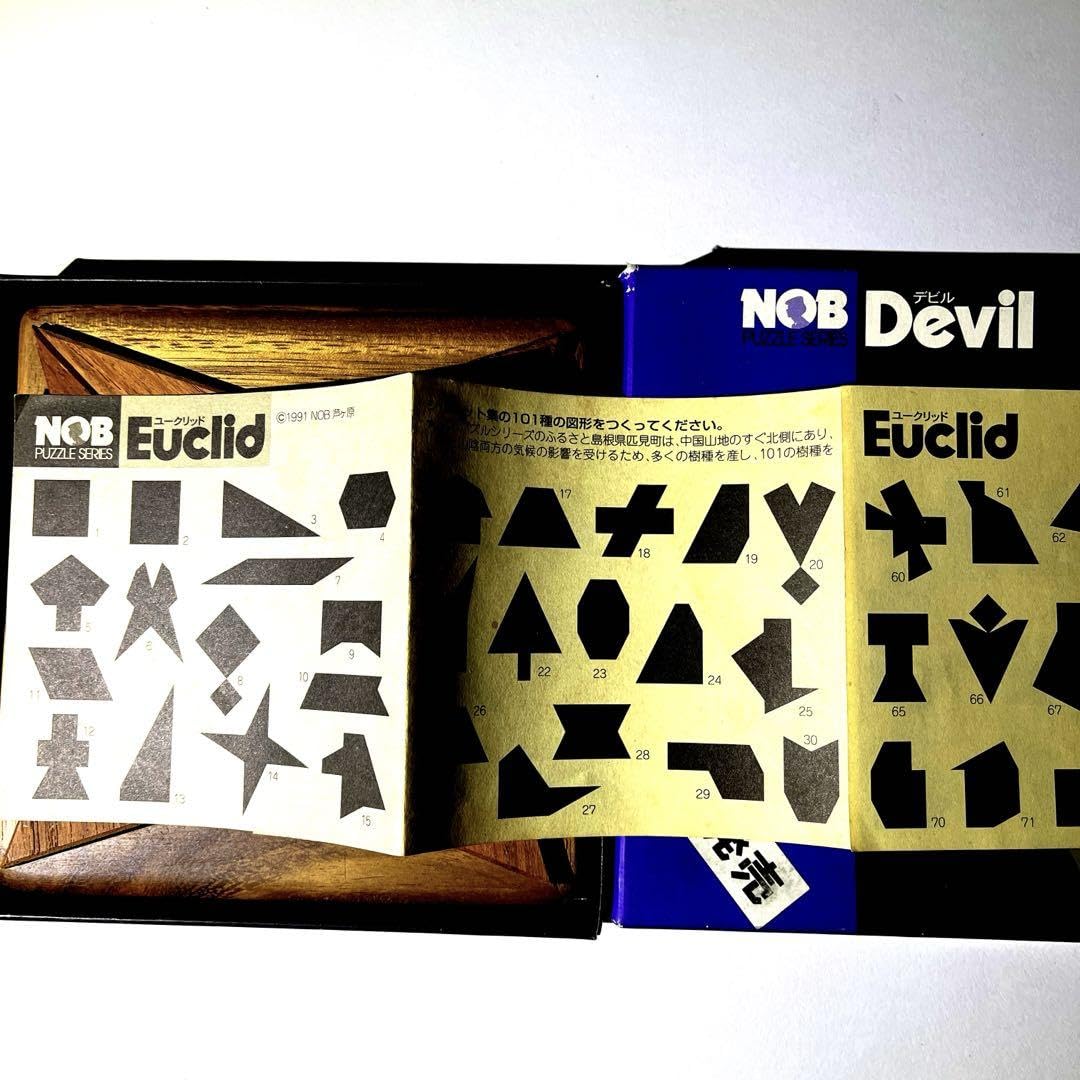 NOB
PUZZLE SERIES
デビル
Devil
NOB
PUZZLE SERIES
ユークリッド
Euclid
©1991 NOB 芦ヶ原
ット集の101種の図形をつくってください。
ズルシリーズのふるさと島根県匹見町は、中国山地のすぐ北側にあり、
陰両方の気候の影響を受けるため、多くの樹種を産し、101の樹種を
ユークリッド
Euclid
1
2
3
4
5
6
7
8
9
10
11
12
13
14
15
17
18
19
20
22
23
24
25
26
27
28
29
30
60
61
62
65
66
67
70
71
売